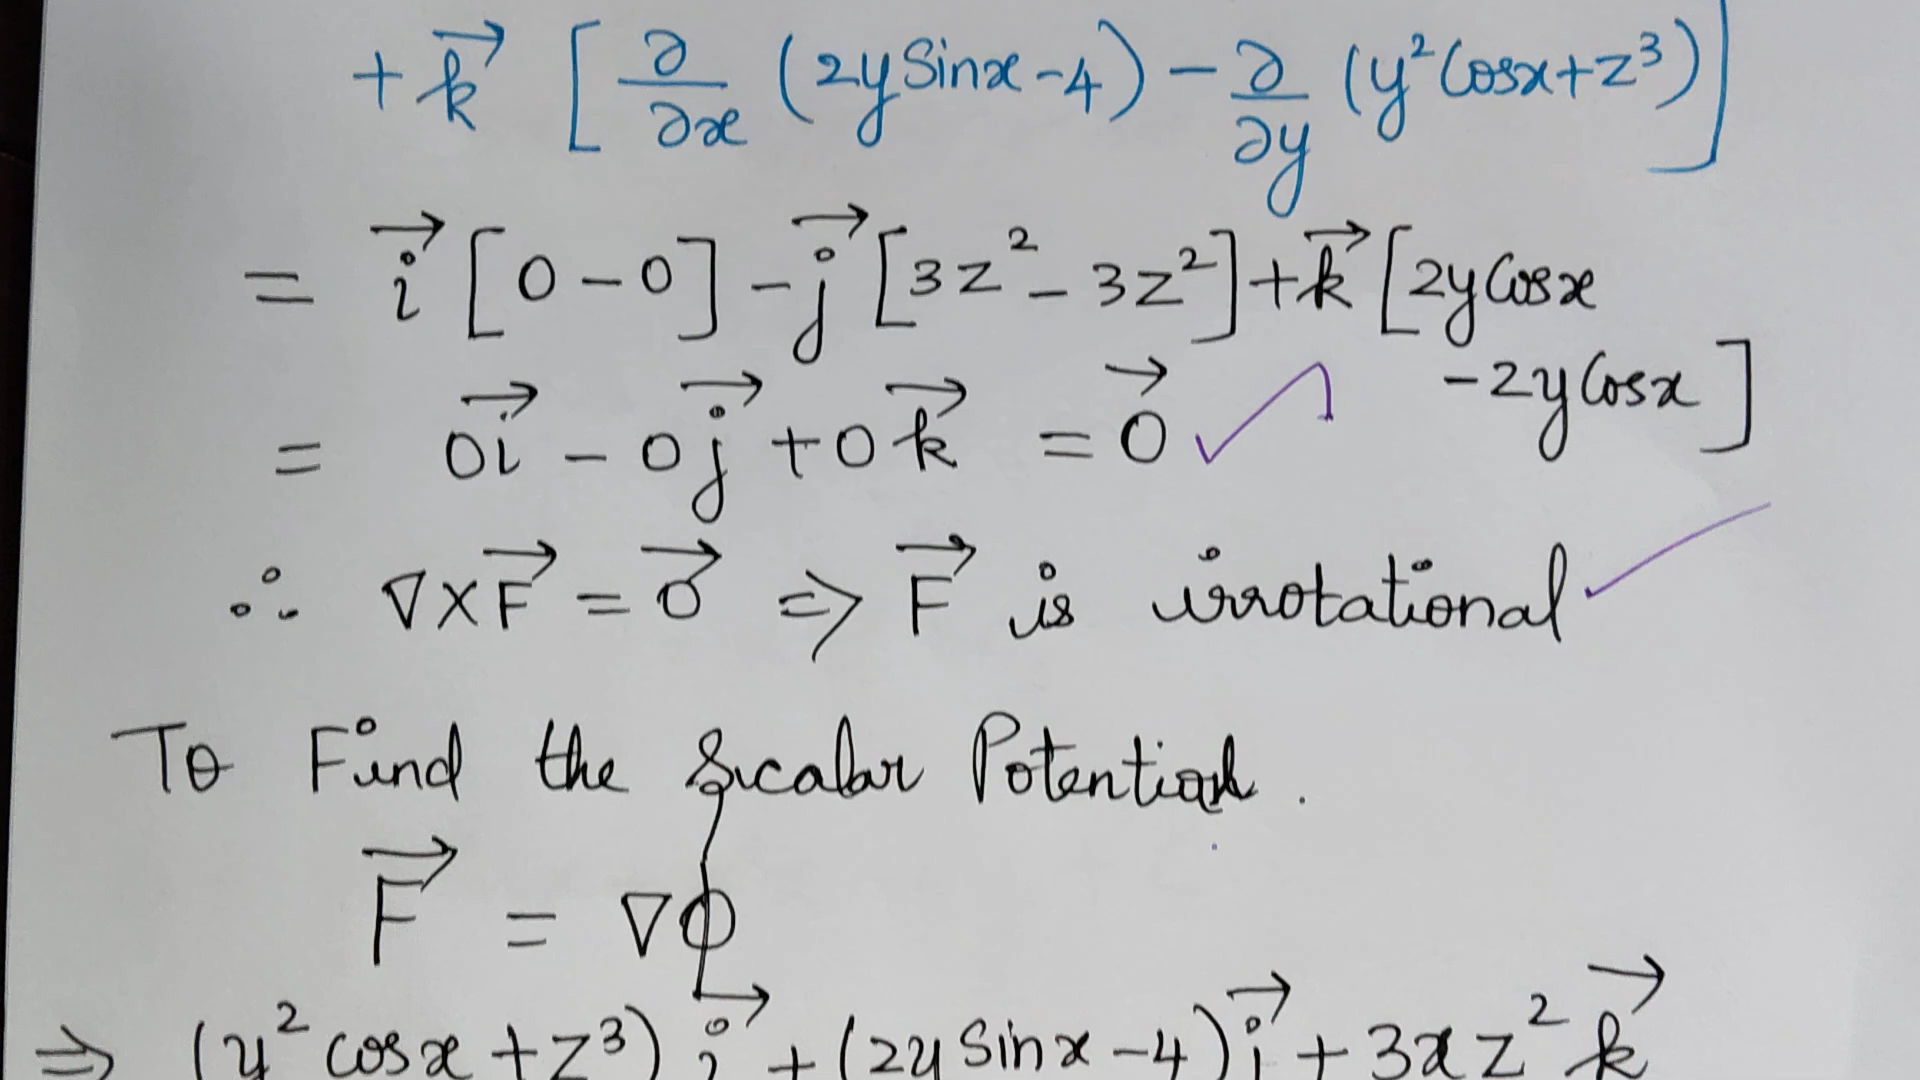 + k⃗ [ ∂/∂x (2y Sinx - 4) - ∂/∂y (y² Cosx + z³) ]
= i⃗ [0 - 0] - j⃗ [3z² - 3z²] + k⃗ [2y Cosx
- 2y Cosx ]
= 0i⃗ - 0j⃗ + 0k⃗ = 0⃗
∴ ∇×F⃗ = 0⃗ ⇒ F⃗ is irrotational
To Find the Scalar Potential .
F⃗ = ∇ϕ
⇒ (y² cosx + z³) i⃗ + (2y Sinx - 4) j⃗ + 3xz² k⃗